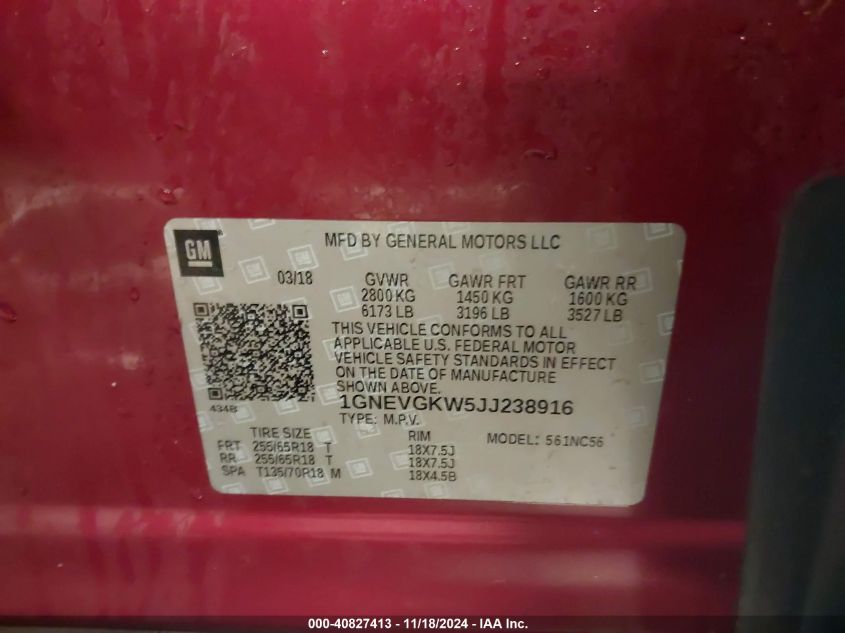 GM
MFD BY GENERAL MOTORS LLC
03/18 GVWR GAWR FRT GAWR RR
2800 KG 1450 KG 1600 KG
6173 LB 3196 LB 3527 LB
THIS VEHICLE CONFORMS TO ALL
APPLICABLE U.S. FEDERAL MOTOR
VEHICLE SAFETY STANDARDS IN EFFECT
ON THE DATE OF MANUFACTURE
SHOWN ABOVE.
434B
1GNEVGKW5JJ238916
TYPE: M.P.V.
TIRE SIZE RIM MODEL: 561NC56
FRT 255/65R18 T 18X7.5J
RR 255/65R18 T 18X7.5J
SPA T135/70R18 M 18X4.5B
000-40827413 - 11/18/2024 - IAA Inc.